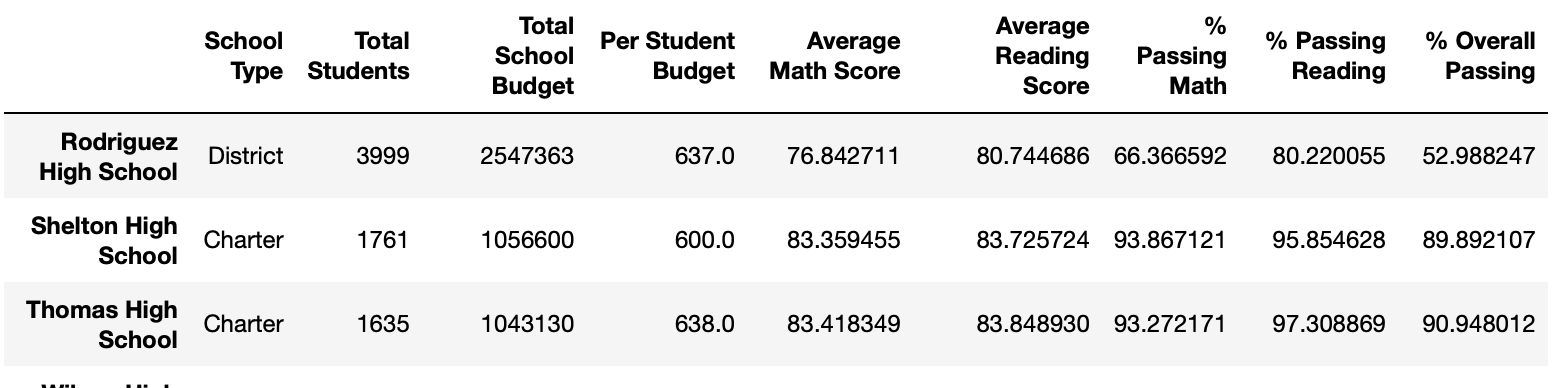 School Type Total Students Total School Budget Per Student Budget Average Math Score Average Reading Score % Passing Math % Passing Reading % Overall Passing
Rodriguez High School District 3999 2547363 637.0 76.842711 80.744686 66.366592 80.220055 52.988247
Shelton High School Charter 1761 1056600 600.0 83.359455 83.725724 93.867121 95.854628 89.892107
Thomas High School Charter 1635 1043130 638.0 83.418349 83.848930 93.272171 97.308869 90.948012